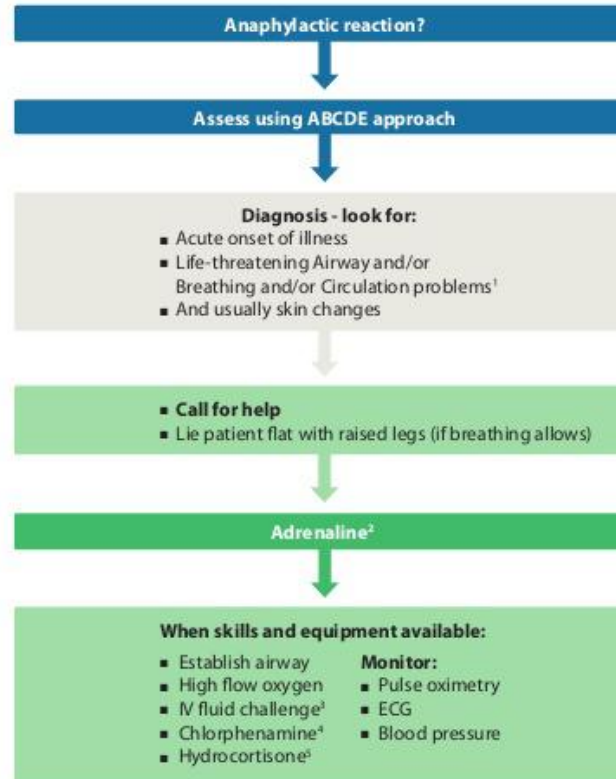 Anaphylactic reaction?
Assess using ABCDE approach
Diagnosis - look for:
▪ Acute onset of illness
▪ Life-threatening Airway and/or
Breathing and/or Circulation problems¹
▪ And usually skin changes
▪ Call for help
▪ Lie patient flat with raised legs (if breathing allows)
Adrenaline²
When skills and equipment available:
▪ Establish airway
▪ High flow oxygen
▪ IV fluid challenge³
▪ Chlorphenamine⁴
▪ Hydrocortisone⁵
Monitor:
▪ Pulse oximetry
▪ ECG
▪ Blood pressure